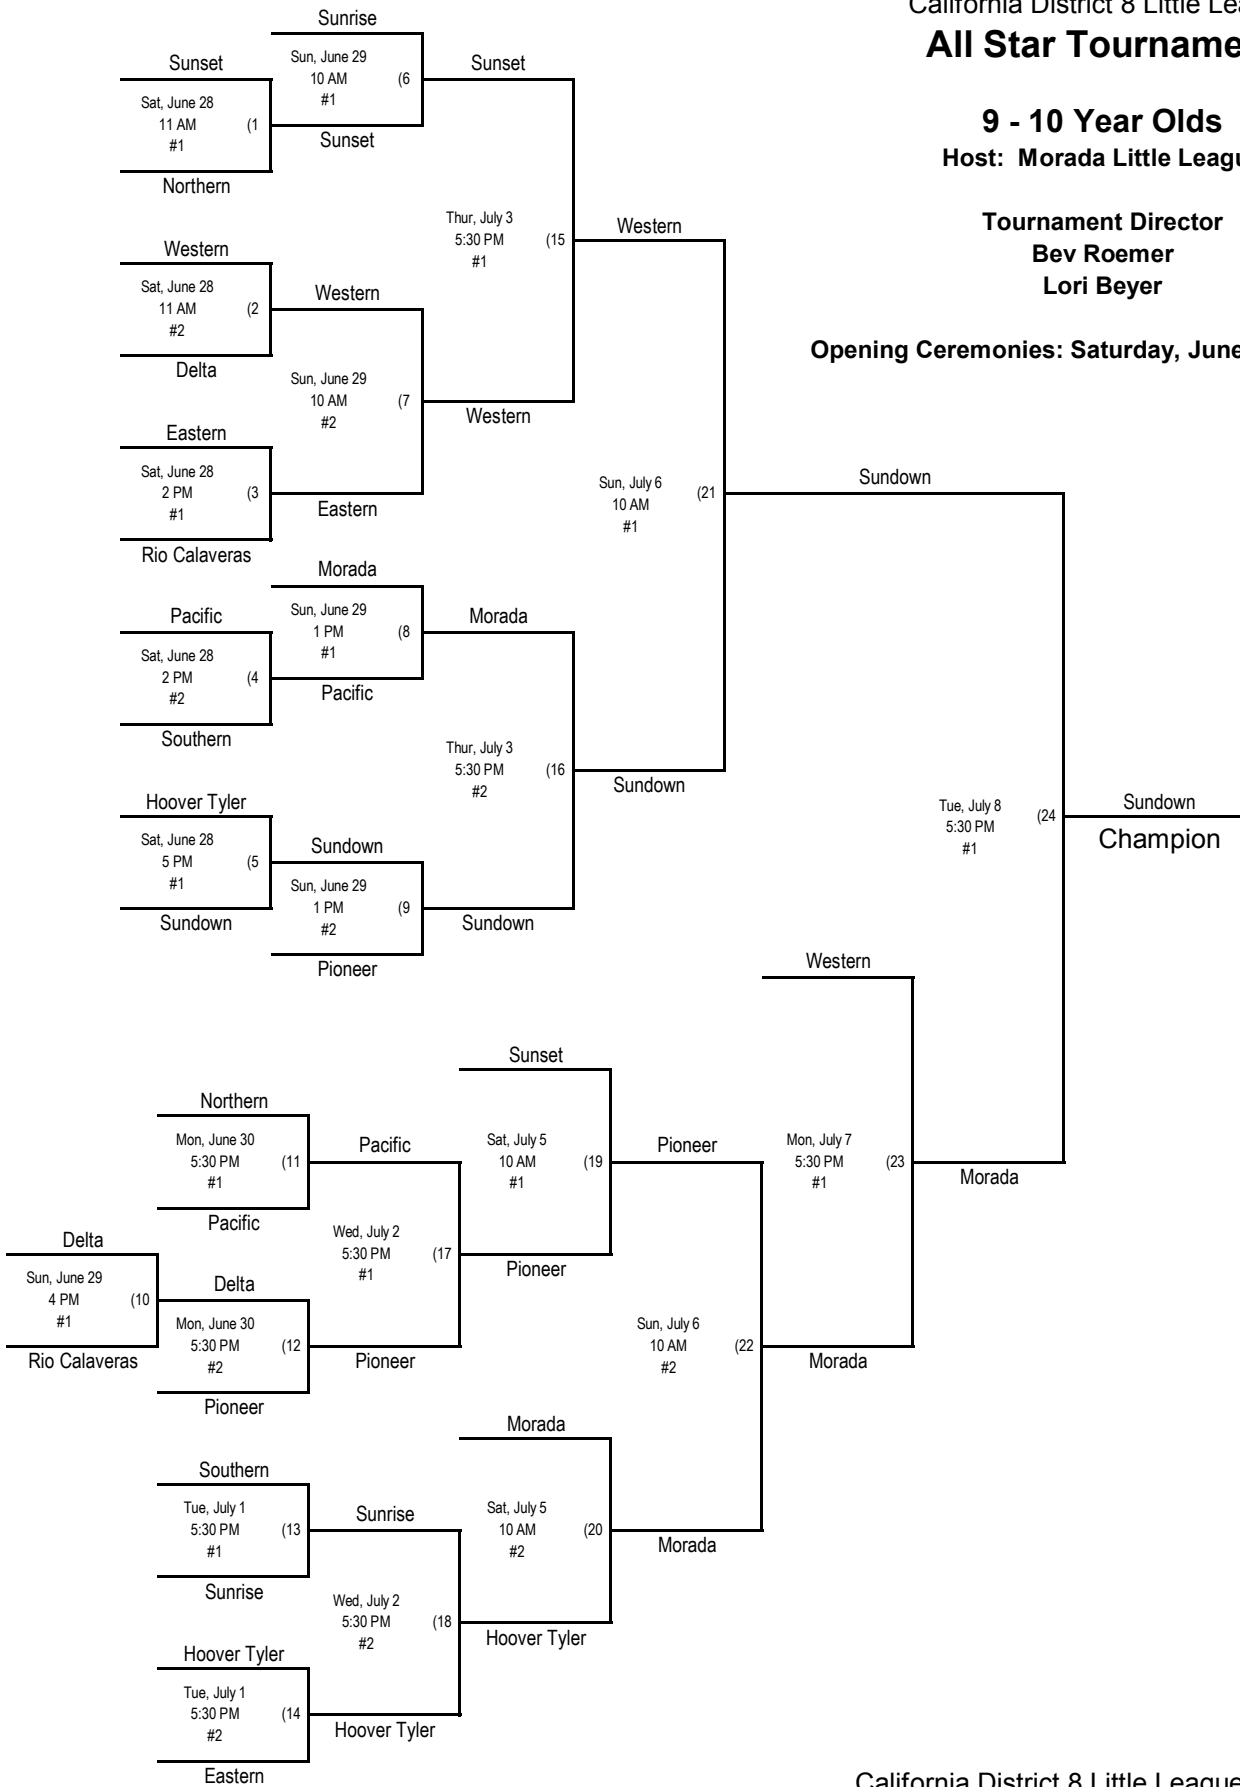 California District 8 Little
All Star
9 - 10 Year Olds
Host: Morada Little
Tournament Director
Bev Roemer
Lori Beyer
Opening Ceremonies: Saturday, June
Sunrise
Sunset
Sun, June 29
10 AM (6
#1
Sunset
Sat, June 28
11 AM (1
#1
Sunset
Northern
Thur, July 3
5:30 PM (15
#1
Western
Western
Sat, June 28
11 AM (2
#2
Western
Delta
Sun, June 29
10 AM (7
#2
Western
Eastern
Sat, June 28
2 PM (3
#1
Eastern
Rio Calaveras
Sun, July 6
10 AM (21
#1
Sundown
Morada
Pacific
Sun, June 29
1 PM (8
#1
Morada
Sat, June 28
2 PM (4
#2
Pacific
Southern
Thur, July 3
5:30 PM (16
#2
Sundown
Hoover Tyler
Sat, June 28
5 PM (5
#1
Sundown
Sundown
Sun, June 29
1 PM (9
#2
Sundown
Pioneer
Tue, July 8
5:30 PM (24
#1
Sundown
Champion
Western
Sunset
Northern
Mon, June 30
5:30 PM (11
#1
Pacific
Pacific
Sat, July 5
10 AM (19
#1
Pioneer
Mon, July 7
5:30 PM (23
#1
Morada
Wed, July 2
5:30 PM (17
#1
Pioneer
Delta
Sun, June 29
4 PM (10
#1
Delta
Rio Calaveras
Mon, June 30
5:30 PM (12
#2
Pioneer
Pioneer
Sun, July 6
10 AM (22
#2
Morada
Morada
Southern
Tue, July 1
5:30 PM (13
#1
Sunrise
Sunrise
Sat, July 5
10 AM (20
#2
Morada
Wed, July 2
5:30 PM (18
#2
Hoover Tyler
Hoover Tyler
Tue, July 1
5:30 PM (14
#2
Hoover Tyler
Eastern
California District 8 Little League